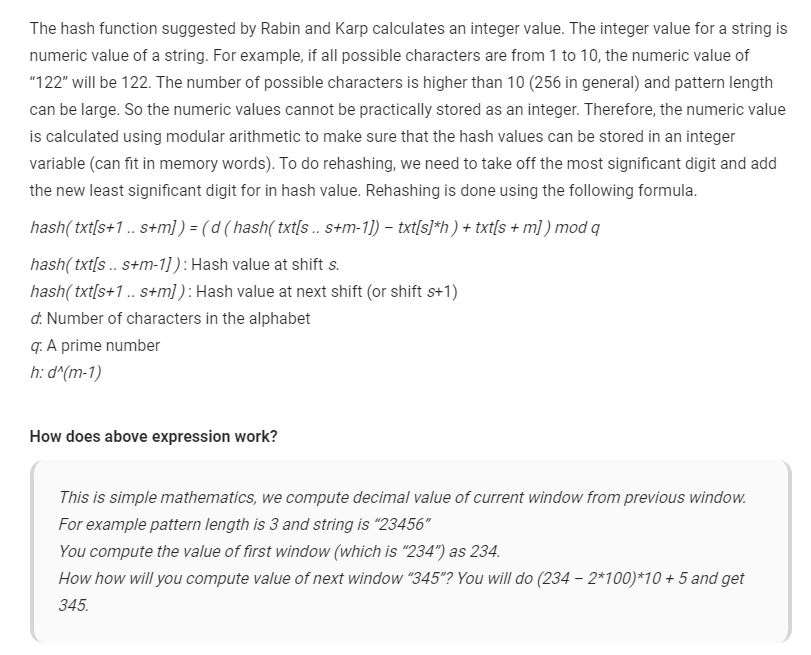 The hash function suggested by Rabin and Karp calculates an integer value. The integer value for a string is
numeric value of a string. For example, if all possible characters are from 1 to 10, the numeric value of
“122” will be 122. The number of possible characters is higher than 10 (256 in general) and pattern length
can be large. So the numeric values cannot be practically stored as an integer. Therefore, the numeric value
is calculated using modular arithmetic to make sure that the hash values can be stored in an integer
variable (can fit in memory words). To do rehashing, we need to take off the most significant digit and add
the new least significant digit for in hash value. Rehashing is done using the following formula.
hash( txt[s+1 .. s+m] ) = ( d ( hash( txt[s .. s+m-1]) – txt[s]*h ) + txt[s + m] ) mod q
hash( txt[s .. s+m-1] ) : Hash value at shift s.
hash( txt[s+1 .. s+m] ) : Hash value at next shift (or shift s+1)
d: Number of characters in the alphabet
q: A prime number
h: d^(m-1)
How does above expression work?
This is simple mathematics, we compute decimal value of current window from previous window.
For example pattern length is 3 and string is “23456”
You compute the value of first window (which is “234”) as 234.
How how will you compute value of next window “345”? You will do (234 – 2*100)*10 + 5 and get
345.